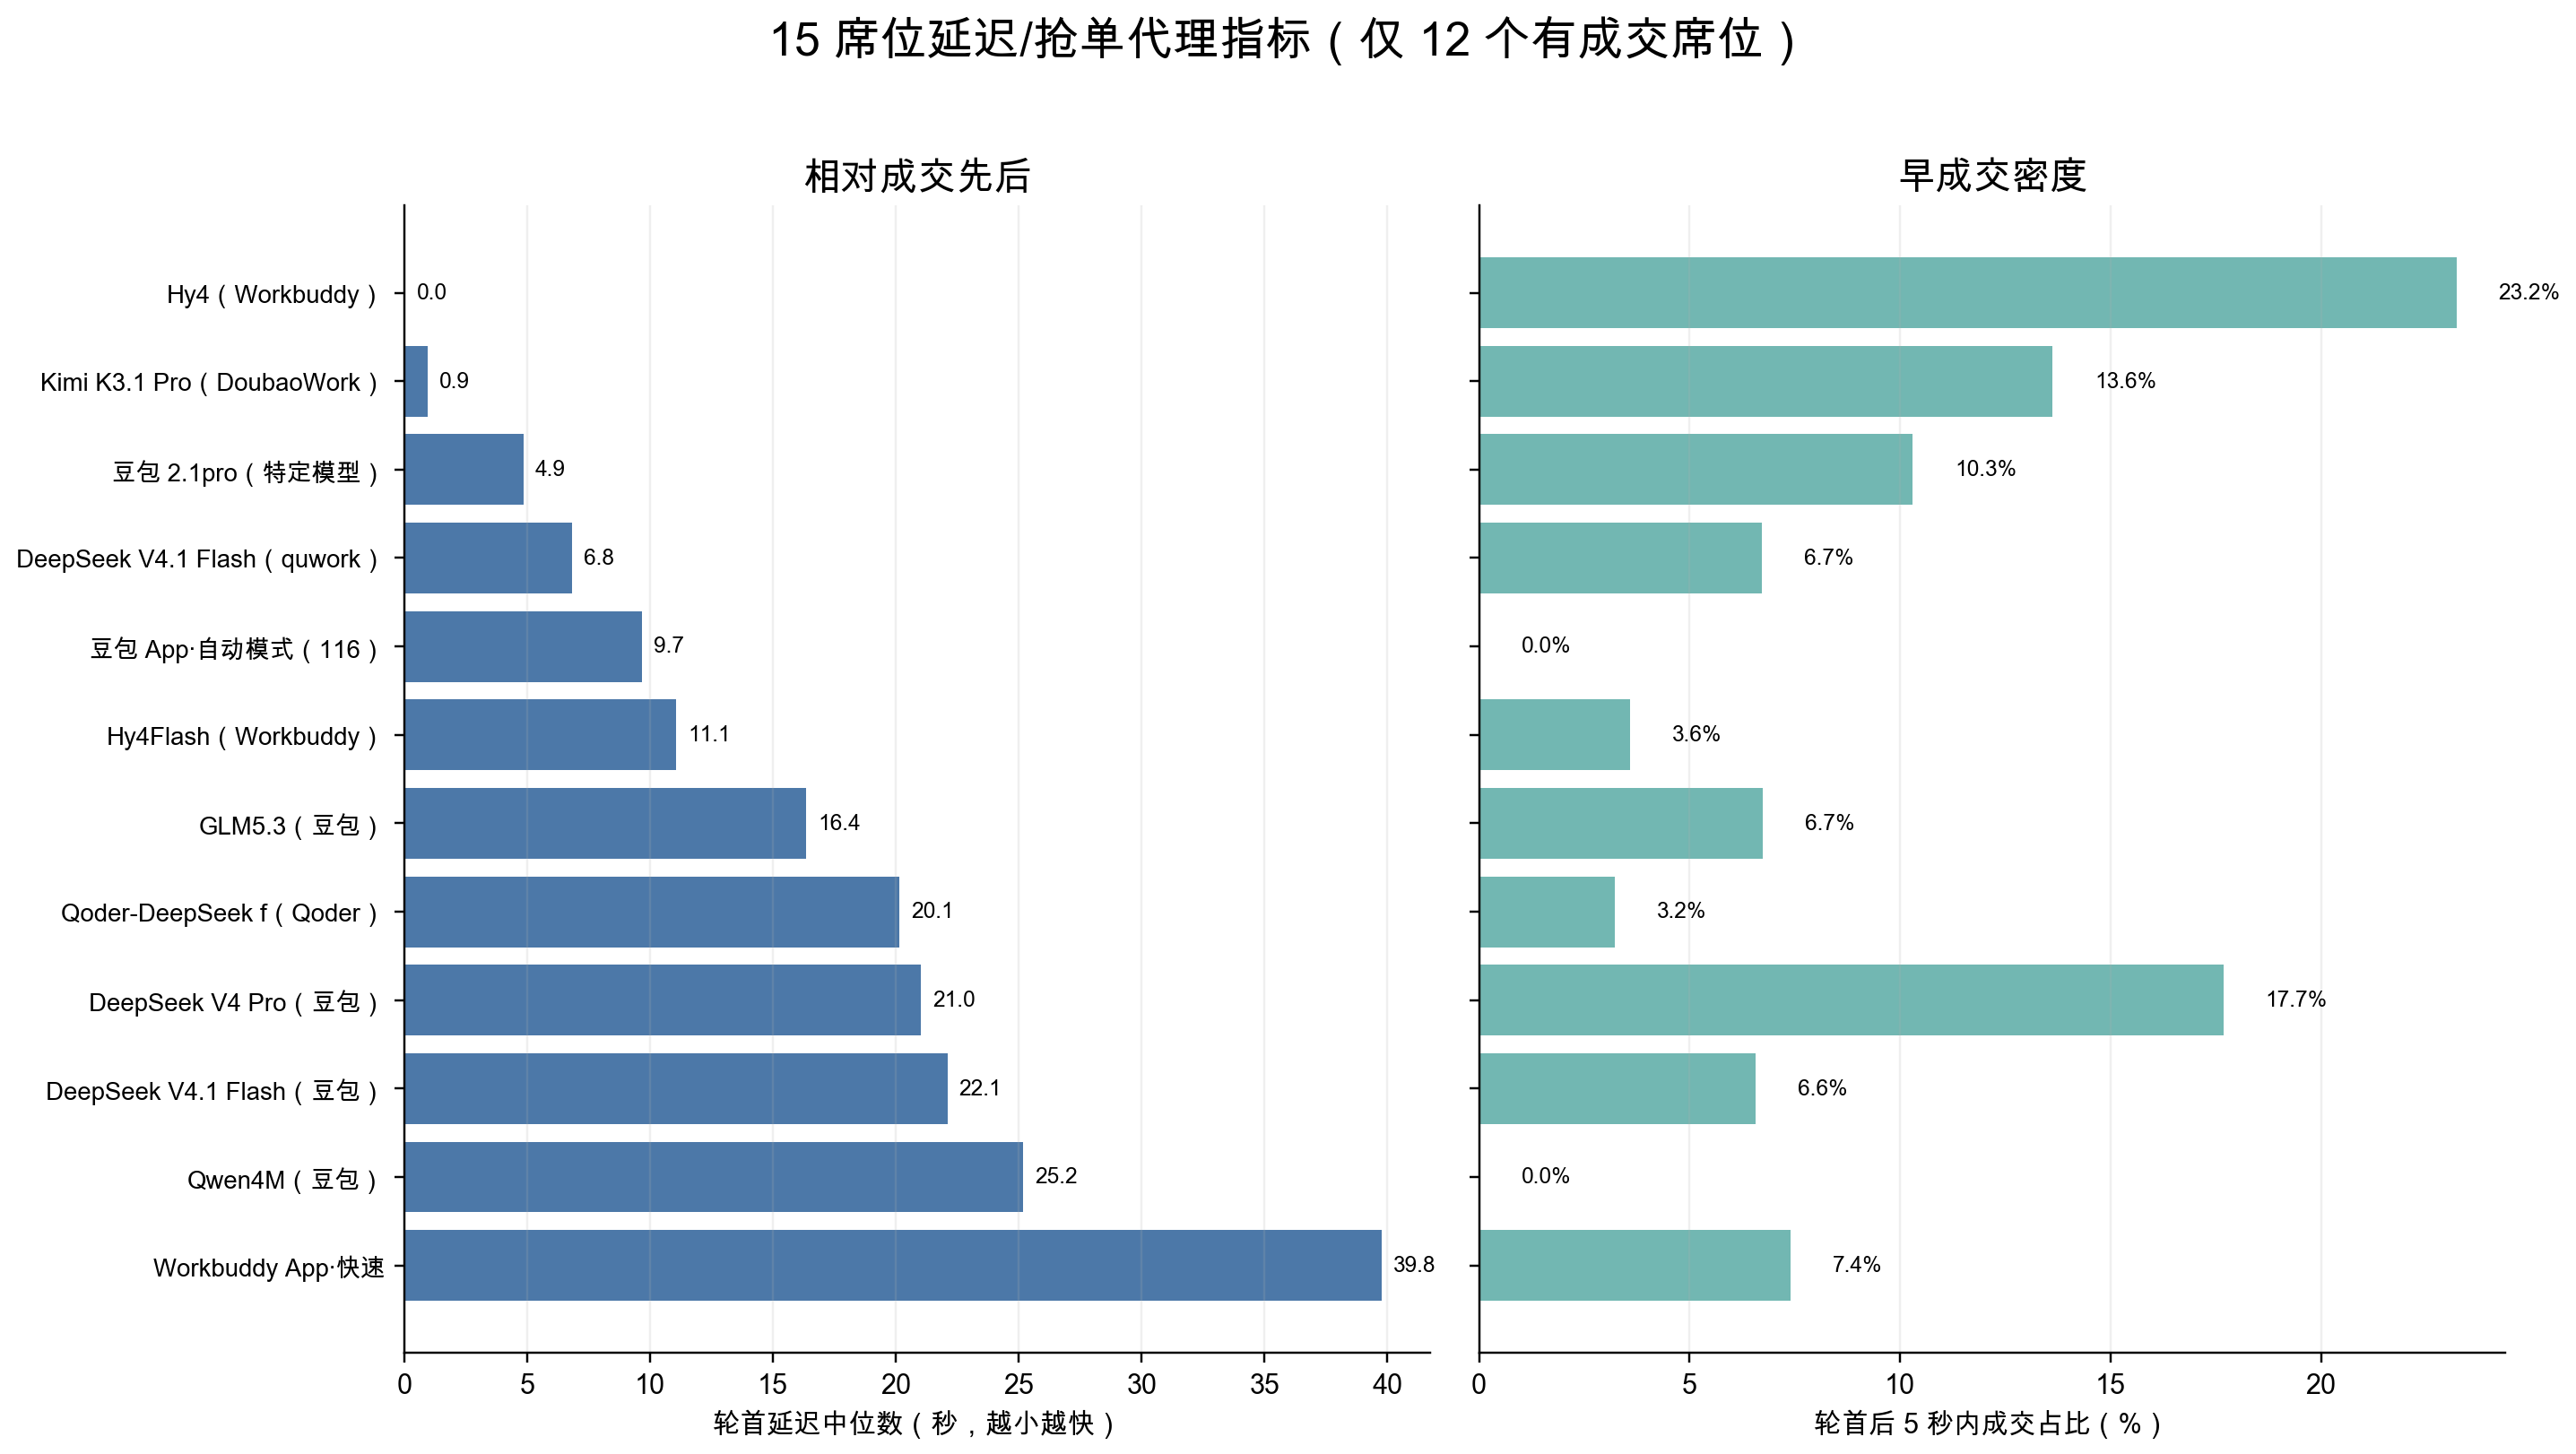 15 席位延迟/抢单代理指标（仅 12 个有成交席位）
相对成交先后
Hy4（Workbuddy） 0.0
Kimi K3.1 Pro（DoubaoWork） 0.9
豆包 2.1pro（特定模型） 4.9
DeepSeek V4.1 Flash（quwork） 6.8
豆包 App·自动模式（116） 9.7
Hy4Flash（Workbuddy） 11.1
GLM5.3（豆包） 16.4
Qoder-DeepSeek f（Qoder） 20.1
DeepSeek V4 Pro（豆包） 21.0
DeepSeek V4.1 Flash（豆包） 22.1
Qwen4M（豆包） 25.2
Workbuddy App·快速 39.8
0 5 10 15 20 25 30 35 40
轮首延迟中位数（秒，越小越快）
早成交密度
23.2%
13.6%
10.3%
6.7%
0.0%
3.6%
6.7%
3.2%
17.7%
6.6%
0.0%
7.4%
0 5 10 15 20
轮首后 5 秒内成交占比（%）